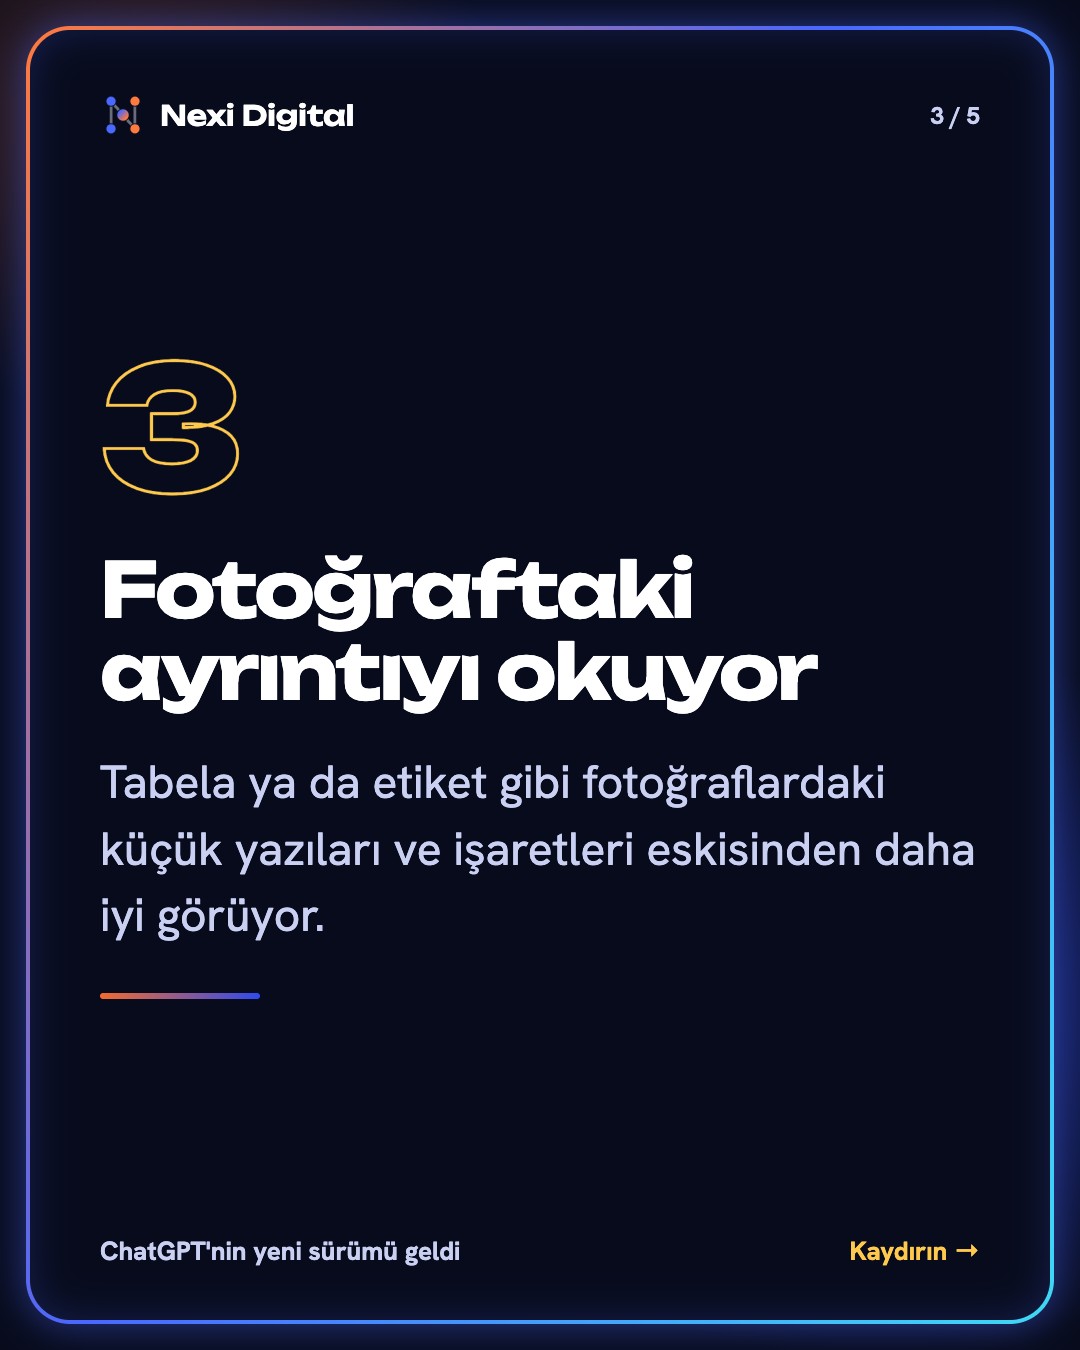 Nexi Digital
3 / 5
3
Fotoğraftaki
ayrıntıyı okuyor
Tabela ya da etiket gibi fotoğraflardaki
küçük yazıları ve işaretleri eskisinden daha
iyi görüyor.
ChatGPT'nin yeni sürümü geldi
Kaydırın →